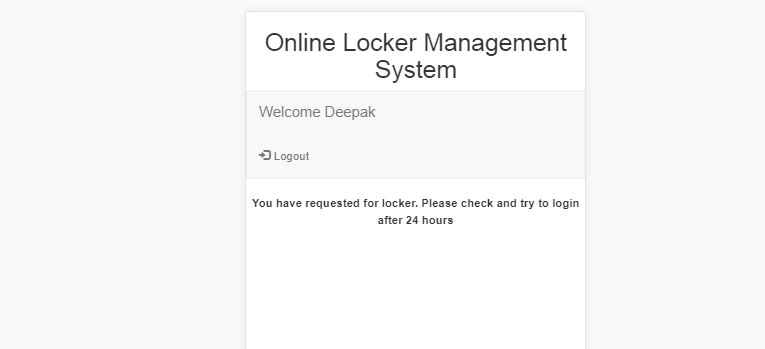 Online Locker Management
System
Welcome Deepak
Logout
You have requested for locker. Please check and try to login
after 24 hours